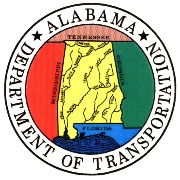 ALABAMA
TENNESSEE
MISSISSIPPI
GEORGIA
FLORIDA
DEPARTMENT OF TRANSPORTATION